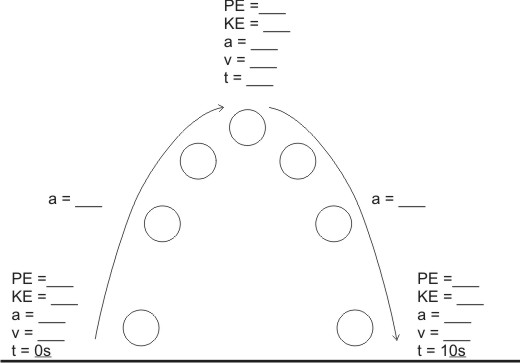 PE =___
KE = ___
a = ___
v = ___
t = ___
a = ___
a = ___
PE =___
KE = ___
a = ___
v = ___
t = 0s
PE =___
KE = ___
a = ___
v = ___
t = 10s